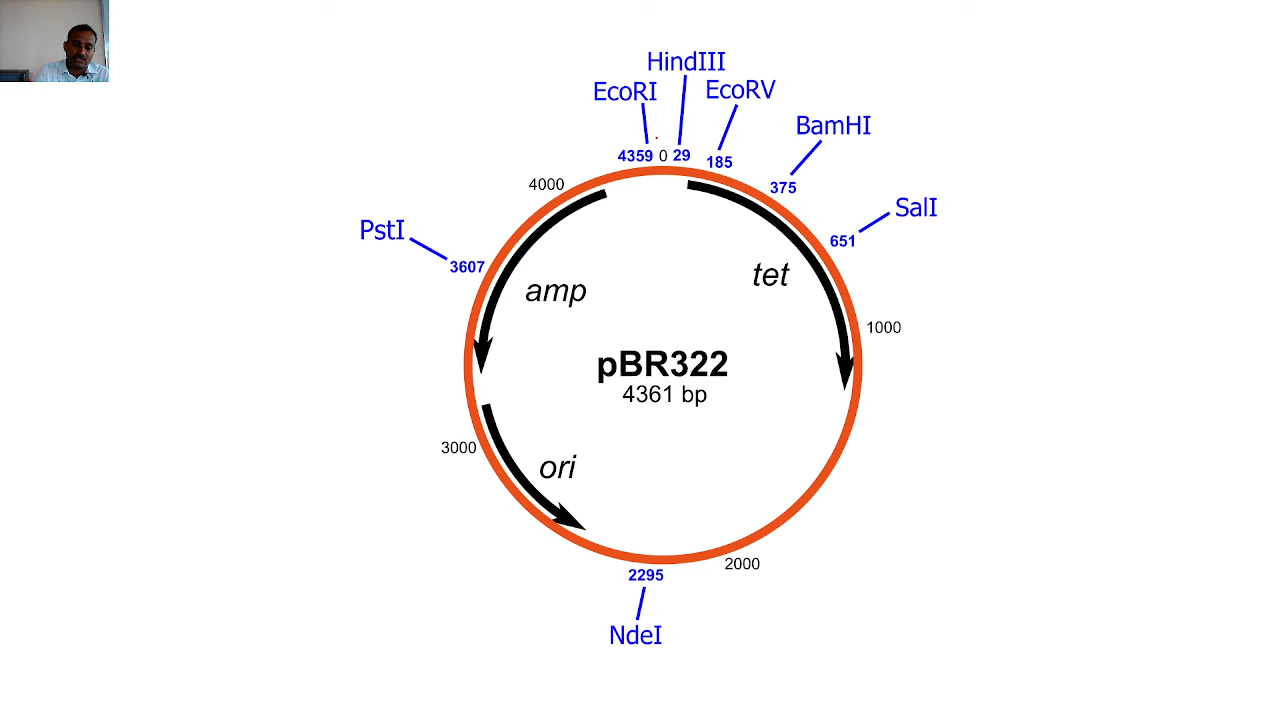 HindIII
EcoRI
EcoRV
BamHI
4359 0 29
185
4000
375
SalI
PstI
651
3607
tet
amp
1000
pBR322
4361 bp
3000
ori
2000
2295
NdeI